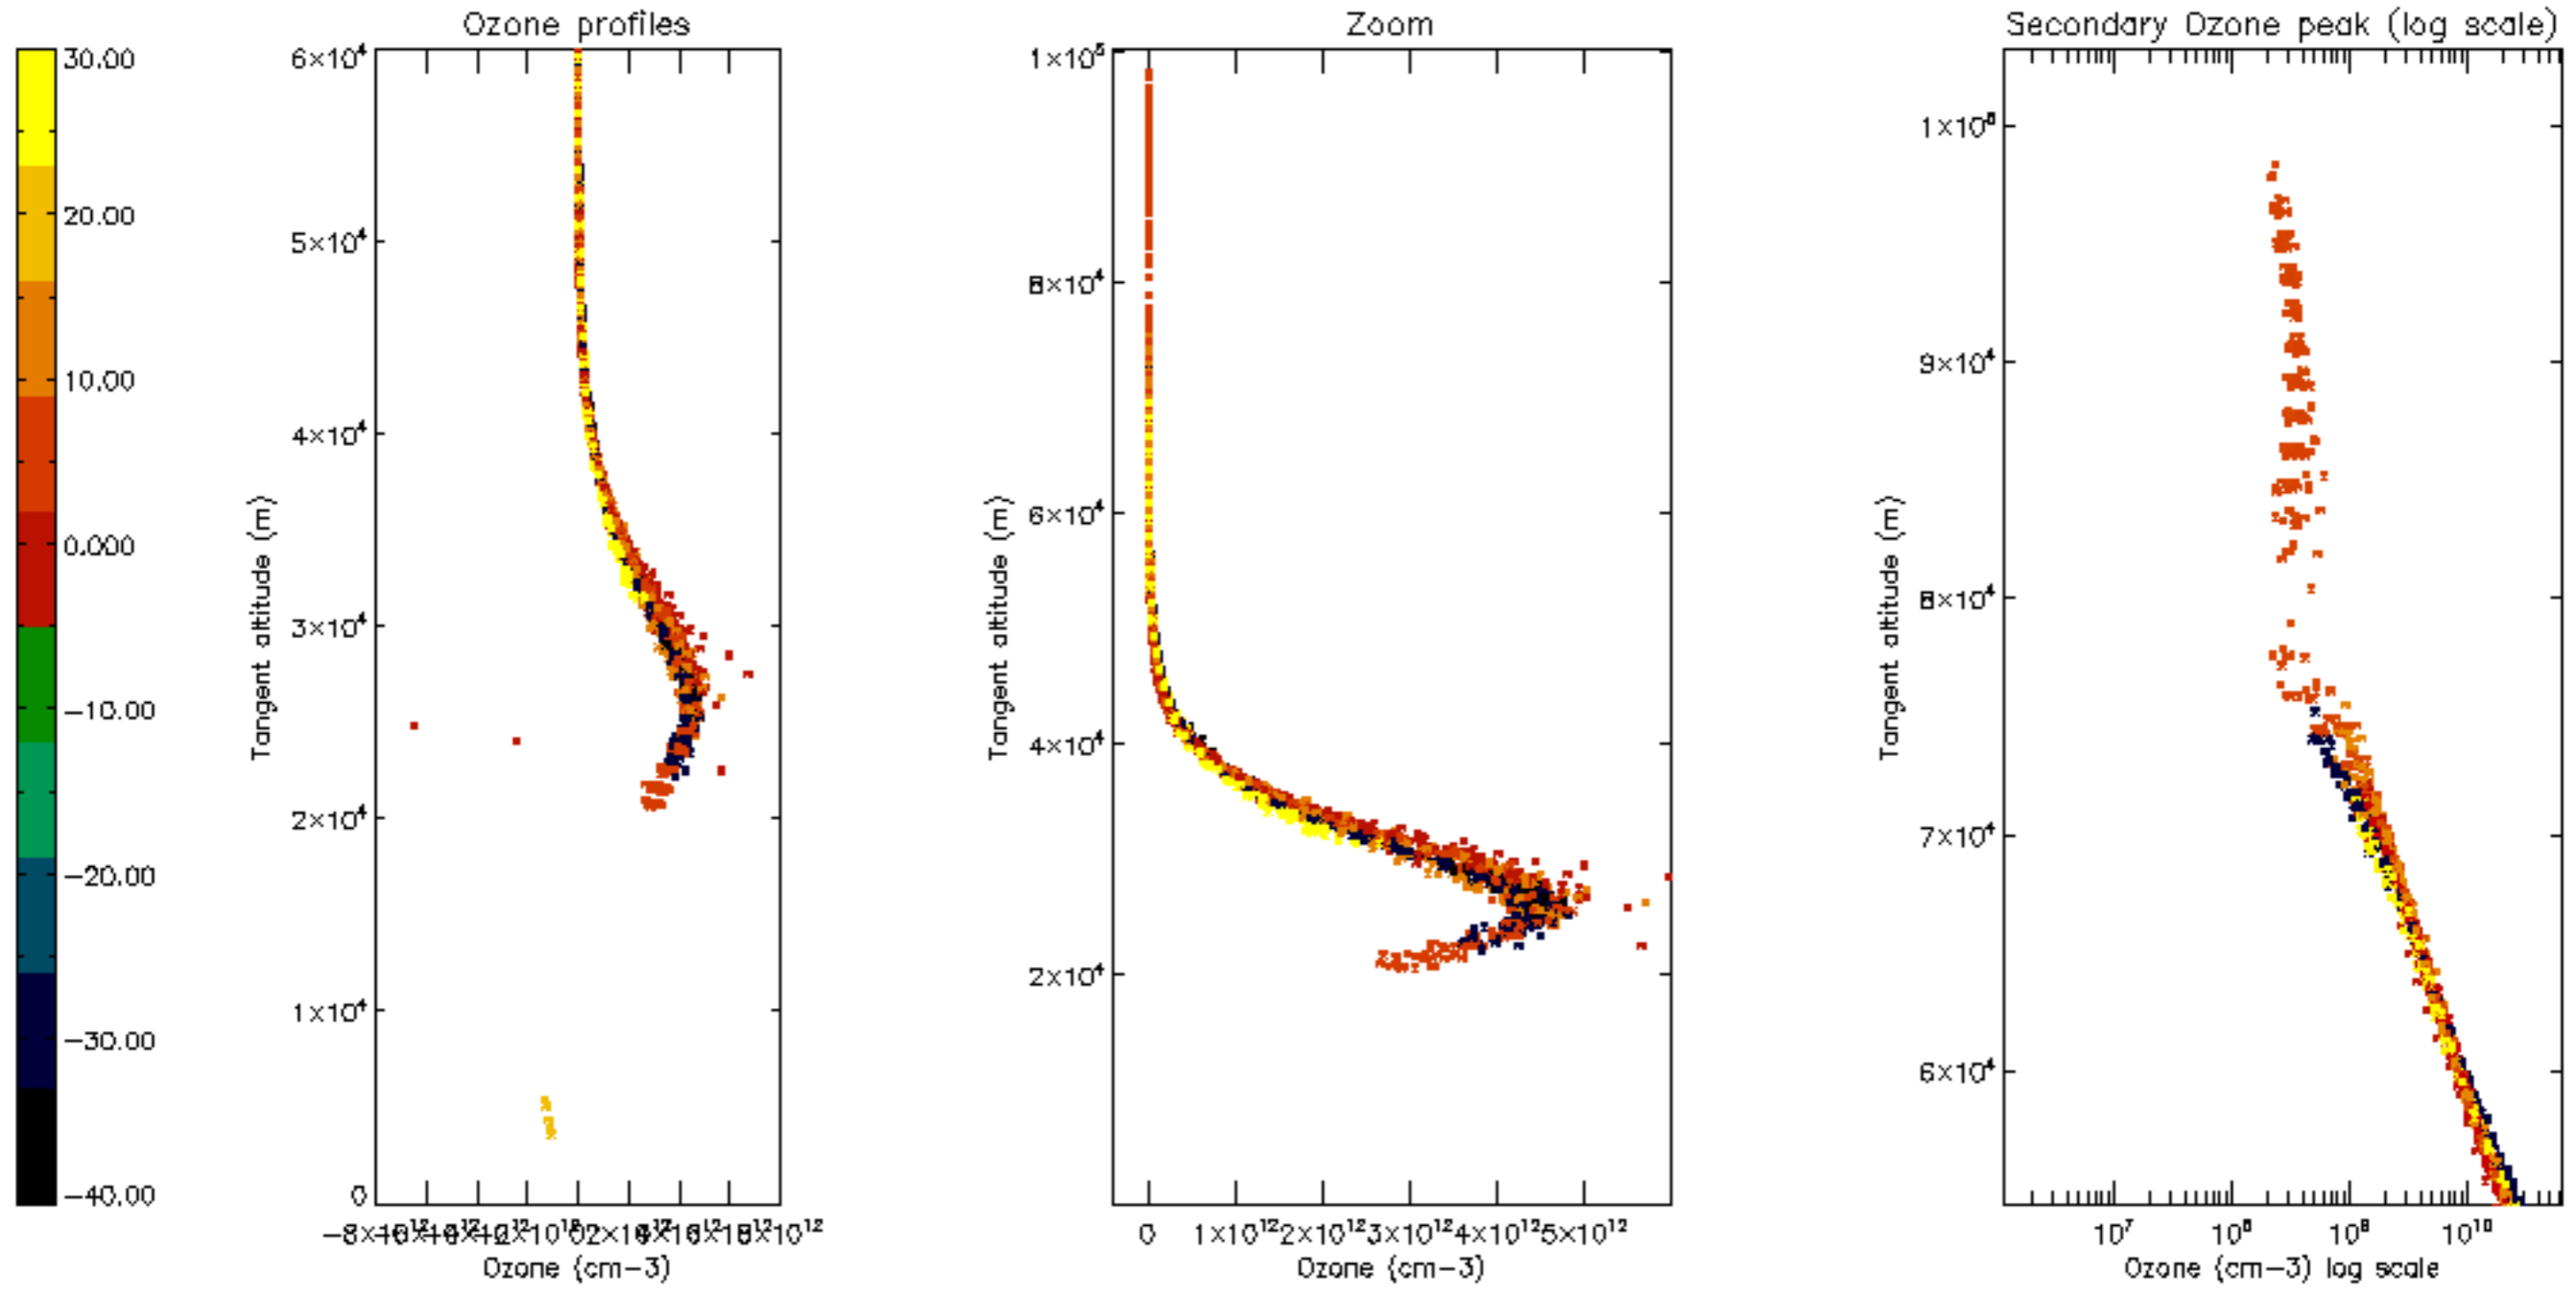 Ozone profiles
Zoom
Secondary Ozone peak (log scale)
30.00
20.00
10.00
0.000
−10.00
−20.00
−30.00
−40.00
Tangent altitude (m)
6×10⁴
5×10⁴
4×10⁴
3×10⁴
2×10⁴
1×10⁴
0
Ozone (cm−3)
Tangent altitude (m)
1×10⁵
8×10⁴
6×10⁴
4×10⁴
2×10⁴
0 1×10¹² 2×10¹² 3×10¹² 4×10¹² 5×10¹²
Ozone (cm−3)
Tangent altitude (m)
1×10⁵
9×10⁴
8×10⁴
7×10⁴
6×10⁴
10⁷ 10⁸ 10⁹ 10¹⁰
Ozone (cm−3) log scale